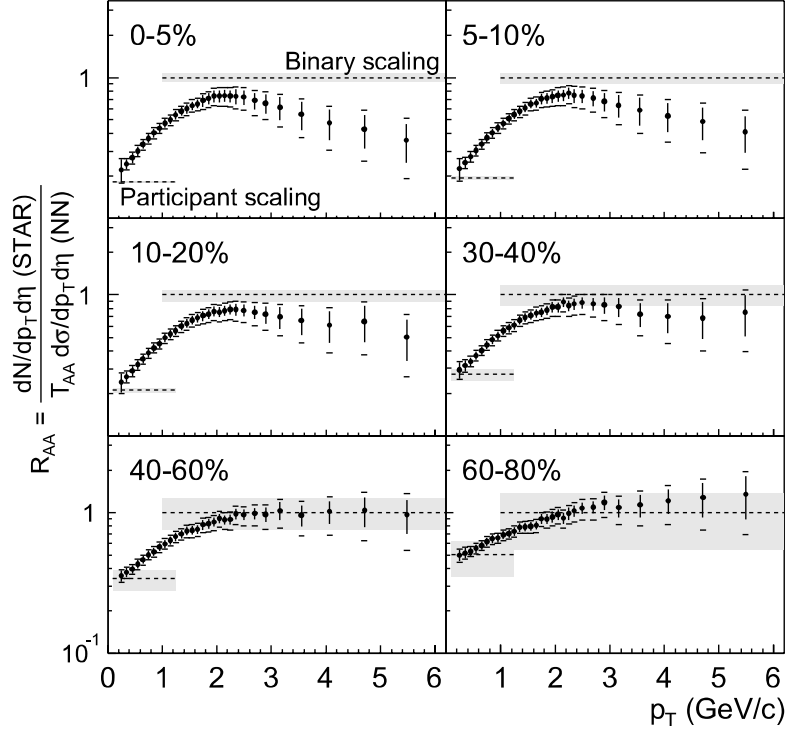 0-5%
5-10%
Binary scaling
1
Participant scaling
10-20%
30-40%
1
R_AA = dN/dp_T dη (STAR)
T_AA dσ/dp_T dη (NN)
40-60%
60-80%
1
10^-1
0 1 2 3 4 5 6
1 2 3 4 5 6
p_T (GeV/c)